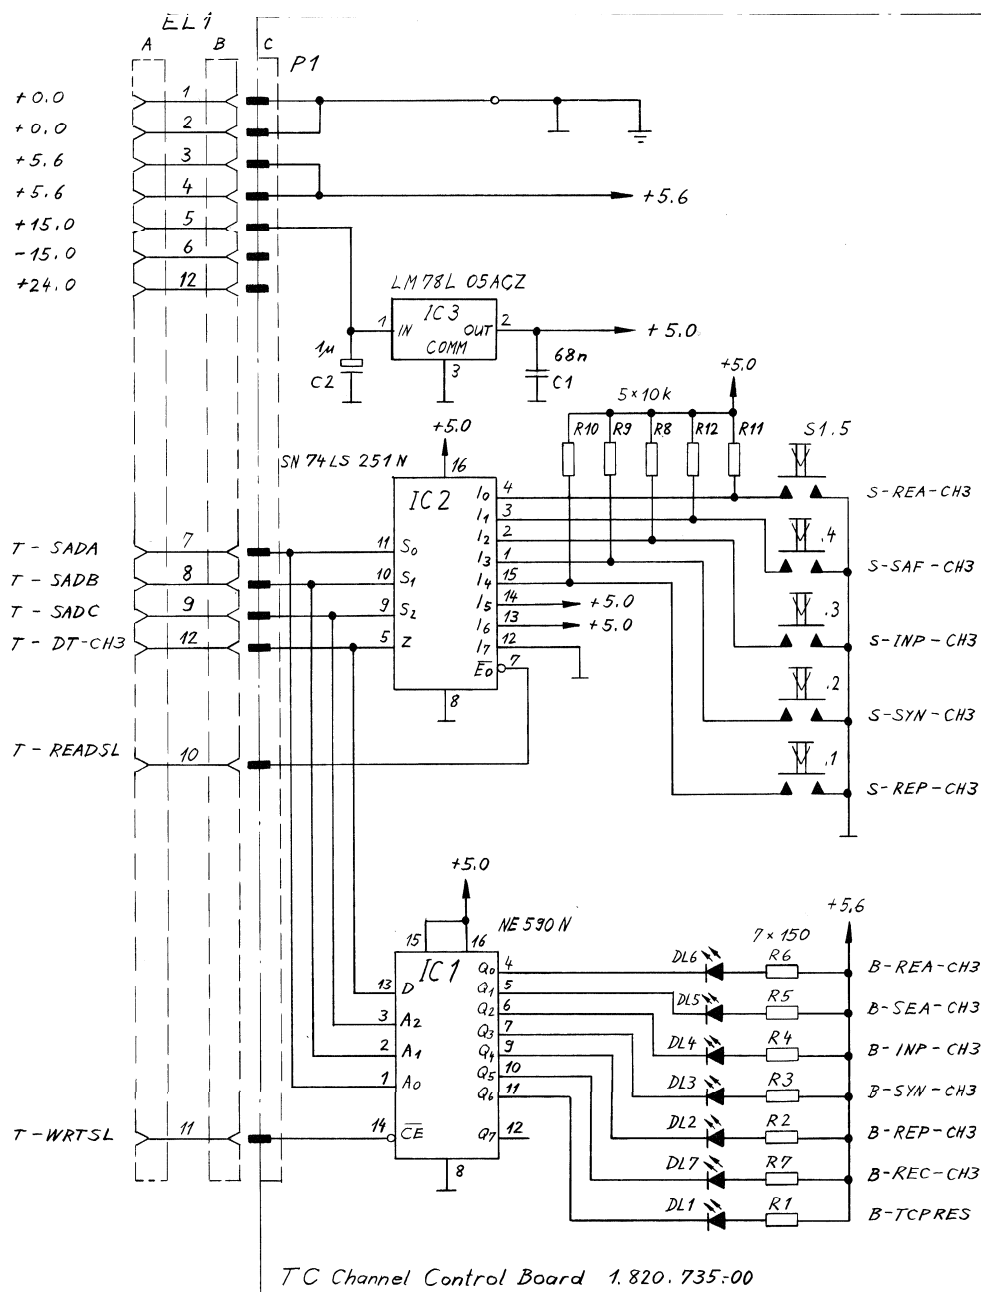 EL1
A B C
P1
+0.0 1
+0.0 2
+5.6 3
+5.6 4 +5.6
+15.0 5
-15.0 6
+24.0 12
LM78L 05ACZ
IC3
1 IN OUT 2 +5.0
COMM
3
1µ
C2
68n
C1
+5.0
5×10k
R10 R9 R8 R12 R11
S1.5
+5.0
16
SN74LS 251N
IC2
I0 4 S-REA-CH3
I1 3
I2 2 .4
I3 1 S-SAF-CH3
I4 15
I5 14 +5.0 .3
I6 13 +5.0
I7 12 S-INP-CH3
E0 7
T - SADA 7 11 S0
T - SADB 8 10 S1
T - SADC 9 9 S2
T - DT-CH3 12 5 Z
8
.2
S-SYN-CH3
T - READSL 10
.1
S-REP-CH3
+5.0
15 16
NE590N
IC1
+5,6
7×150
Q0 4 DL6 R6 B-REA-CH3
Q1 5 DL5 R5 B-SEA-CH3
Q2 6 DL4 R4 B-INP-CH3
Q3 7 DL3 R3 B-SYN-CH3
Q4 9 DL2 R2 B-REP-CH3
Q5 10 DL7 R7 B-REC-CH3
Q6 11 DL1 R1 B-TCPRES
Q7 12
13 D
3 A2
2 A1
1 A0
T-WRTSL 11 14 CE
8
TC Channel Control Board 1.820.735-00